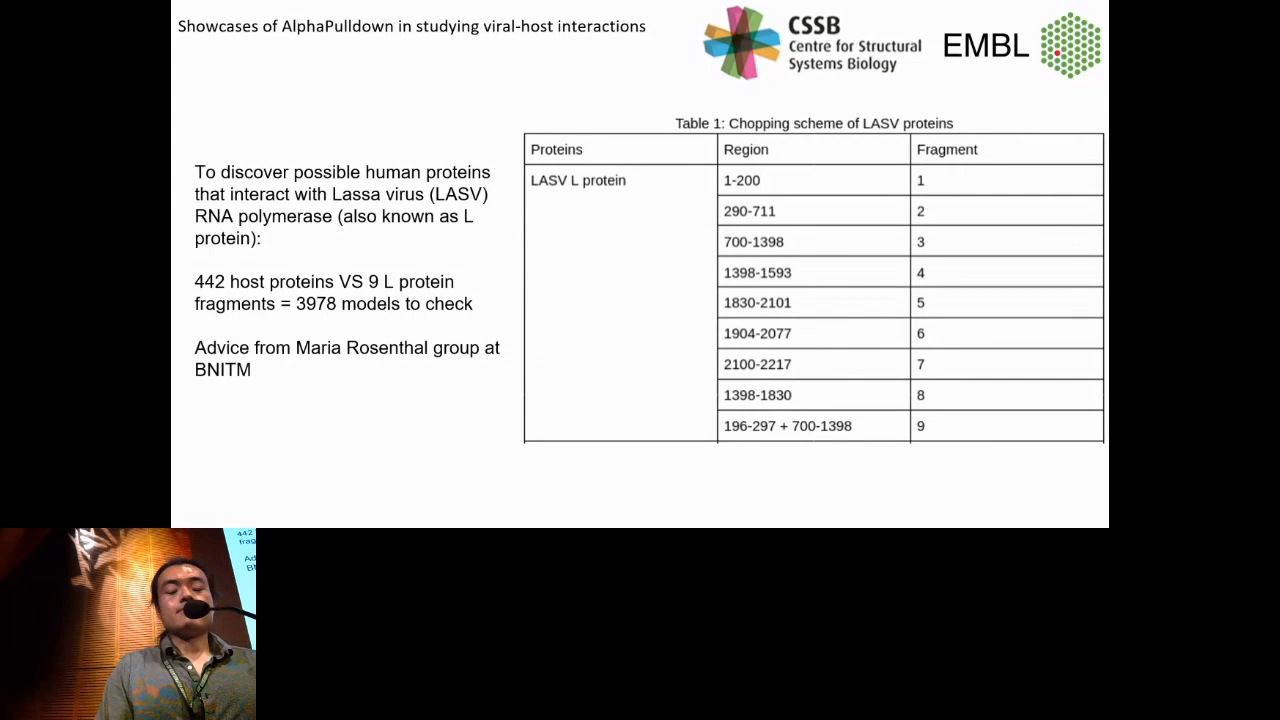 Showcases of AlphaPulldown in studying viral-host interactions
CSSB
Centre for Structural
Systems Biology
EMBL
To discover possible human proteins
that interact with Lassa virus (LASV)
RNA polymerase (also known as L
protein):
442 host proteins VS 9 L protein
fragments = 3978 models to check
Advice from Maria Rosenthal group at
BNITM
Table 1: Chopping scheme of LASV proteins
Proteins Region Fragment
LASV L protein 1-200 1
290-711 2
700-1398 3
1398-1593 4
1830-2101 5
1904-2077 6
2100-2217 7
1398-1830 8
196-297 + 700-1398 9
442